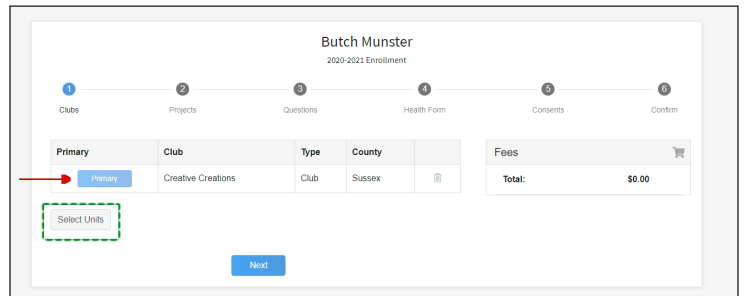 Butch Munster
2020-2021 Enrollment
1 2 3 4 5 6
Clubs Projects Questions Health Form Consents Confirm
Primary Club Type County
Primary Creative Creations Club Sussex
Fees
Total: $0.00
Select Units
Next